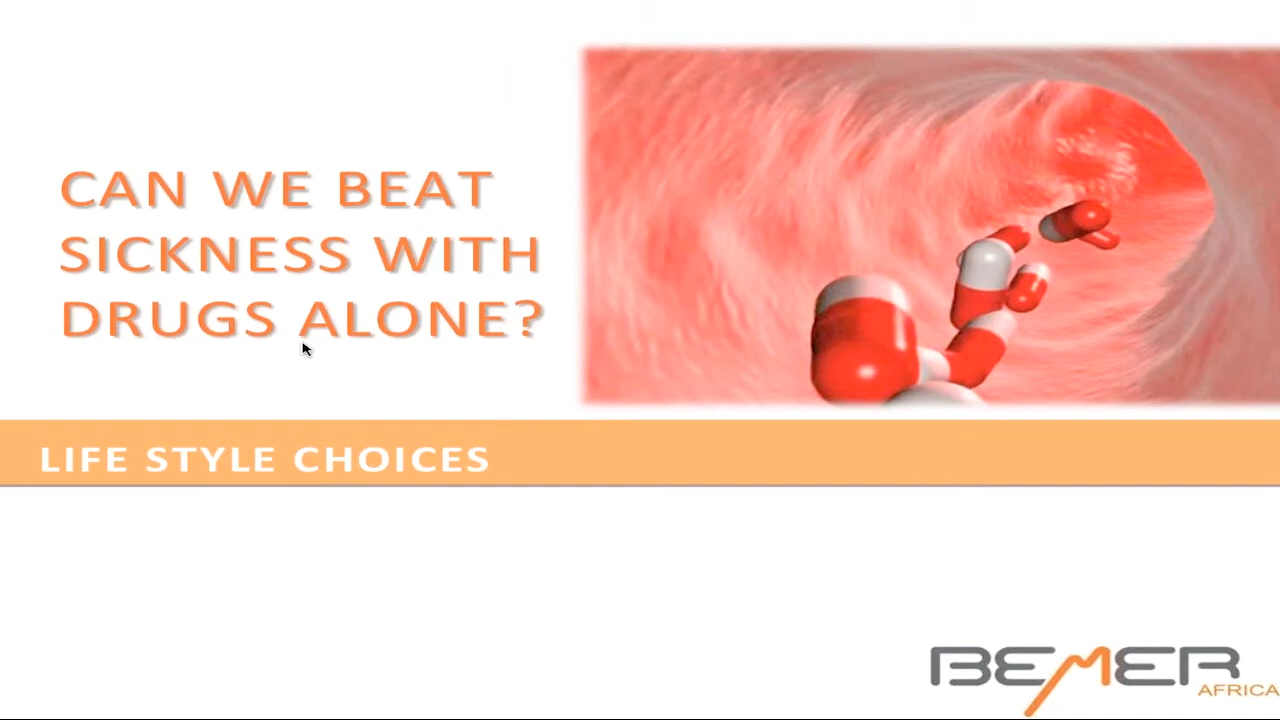 CAN WE BEAT
SICKNESS WITH
DRUGS ALONE?
LIFE STYLE CHOICES
BEMER
AFRICA